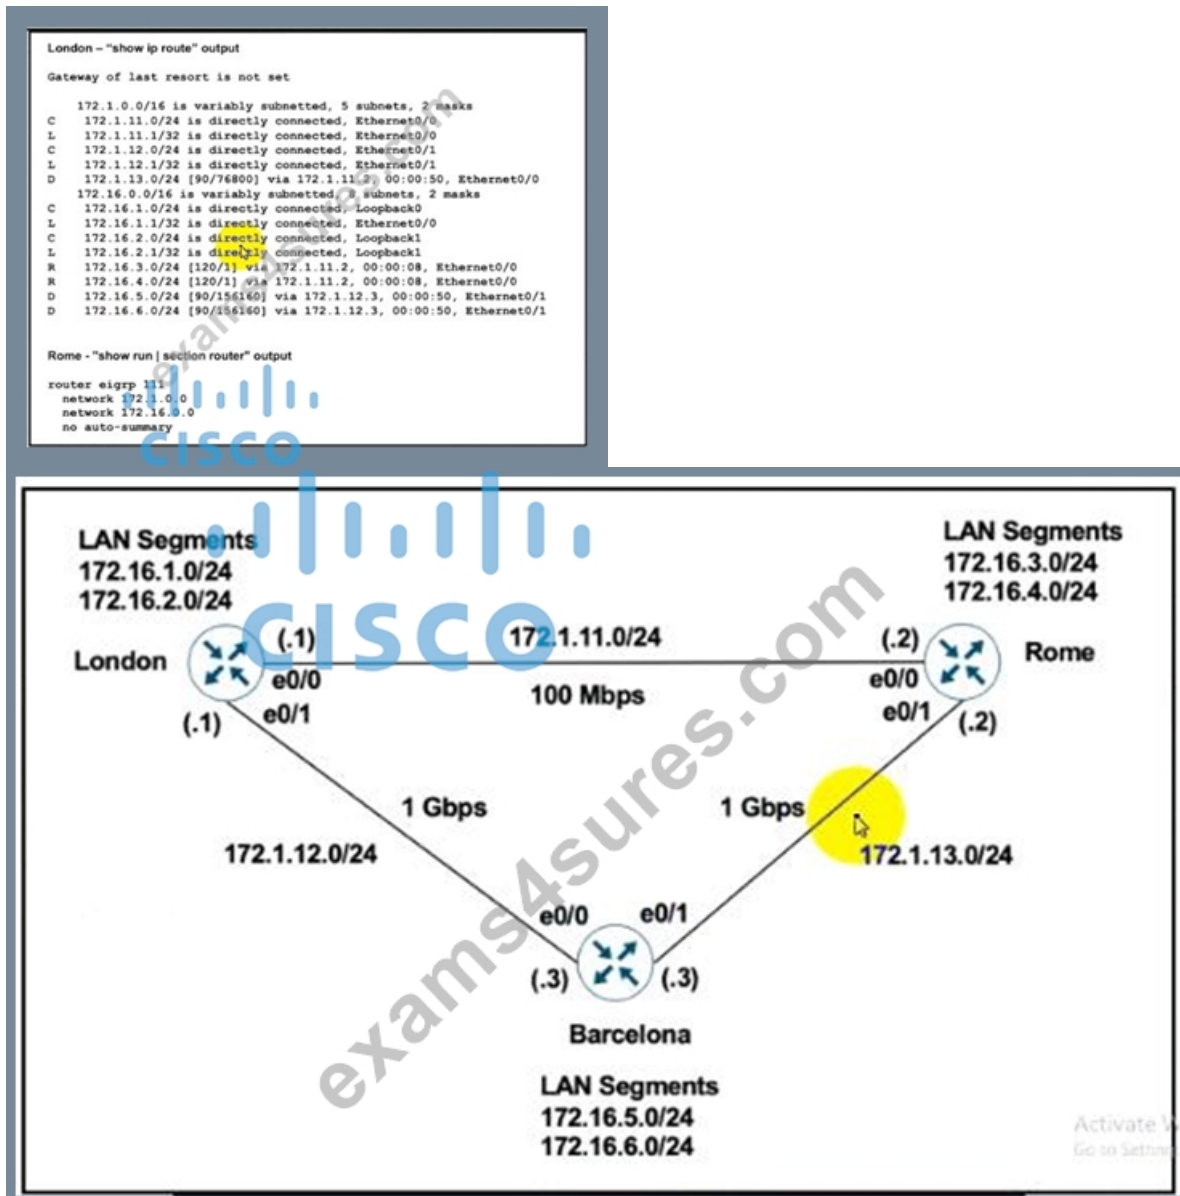 London – "show ip route" output
Gateway of last resort is not set
172.1.0.0/16 is variably subnetted, 5 subnets, 2 masks
C 172.1.11.0/24 is directly connected, Ethernet0/0
L 172.1.11.1/32 is directly connected, Ethernet0/0
C 172.1.12.0/24 is directly connected, Ethernet0/1
L 172.1.12.1/32 is directly connected, Ethernet0/1
D 172.1.13.0/24 [90/76800] via 172.1.11.2, 00:00:50, Ethernet0/0
172.16.0.0/16 is variably subnetted, 8 subnets, 2 masks
C 172.16.1.0/24 is directly connected, Loopback0
L 172.16.1.1/32 is directly connected, Ethernet0/0
C 172.16.2.0/24 is directly connected, Loopback1
L 172.16.2.1/32 is directly connected, Loopback1
R 172.16.3.0/24 [120/1] via 172.1.11.2, 00:00:08, Ethernet0/0
R 172.16.4.0/24 [120/1] via 172.1.11.2, 00:00:08, Ethernet0/0
D 172.16.5.0/24 [90/156160] via 172.1.12.3, 00:00:50, Ethernet0/1
D 172.16.6.0/24 [90/156160] via 172.1.12.3, 00:00:50, Ethernet0/1
Rome - "show run | section router" output
router eigrp 111
network 172.1.0.0
network 172.16.0.0
no auto-summary
exams4sures.com
CISCO
LAN Segments
172.16.1.0/24
172.16.2.0/24
LAN Segments
172.16.3.0/24
172.16.4.0/24
CISCO
London
(.1)
172.1.11.0/24
(.2)
Rome
e0/0
100 Mbps
e0/0
(.1)
e0/1
e0/1
(.2)
1 Gbps
1 Gbps
172.1.12.0/24
172.1.13.0/24
e0/0
e0/1
(.3)
(.3)
Barcelona
LAN Segments
172.16.5.0/24
172.16.6.0/24
exams4sures.com
Activate
Go to